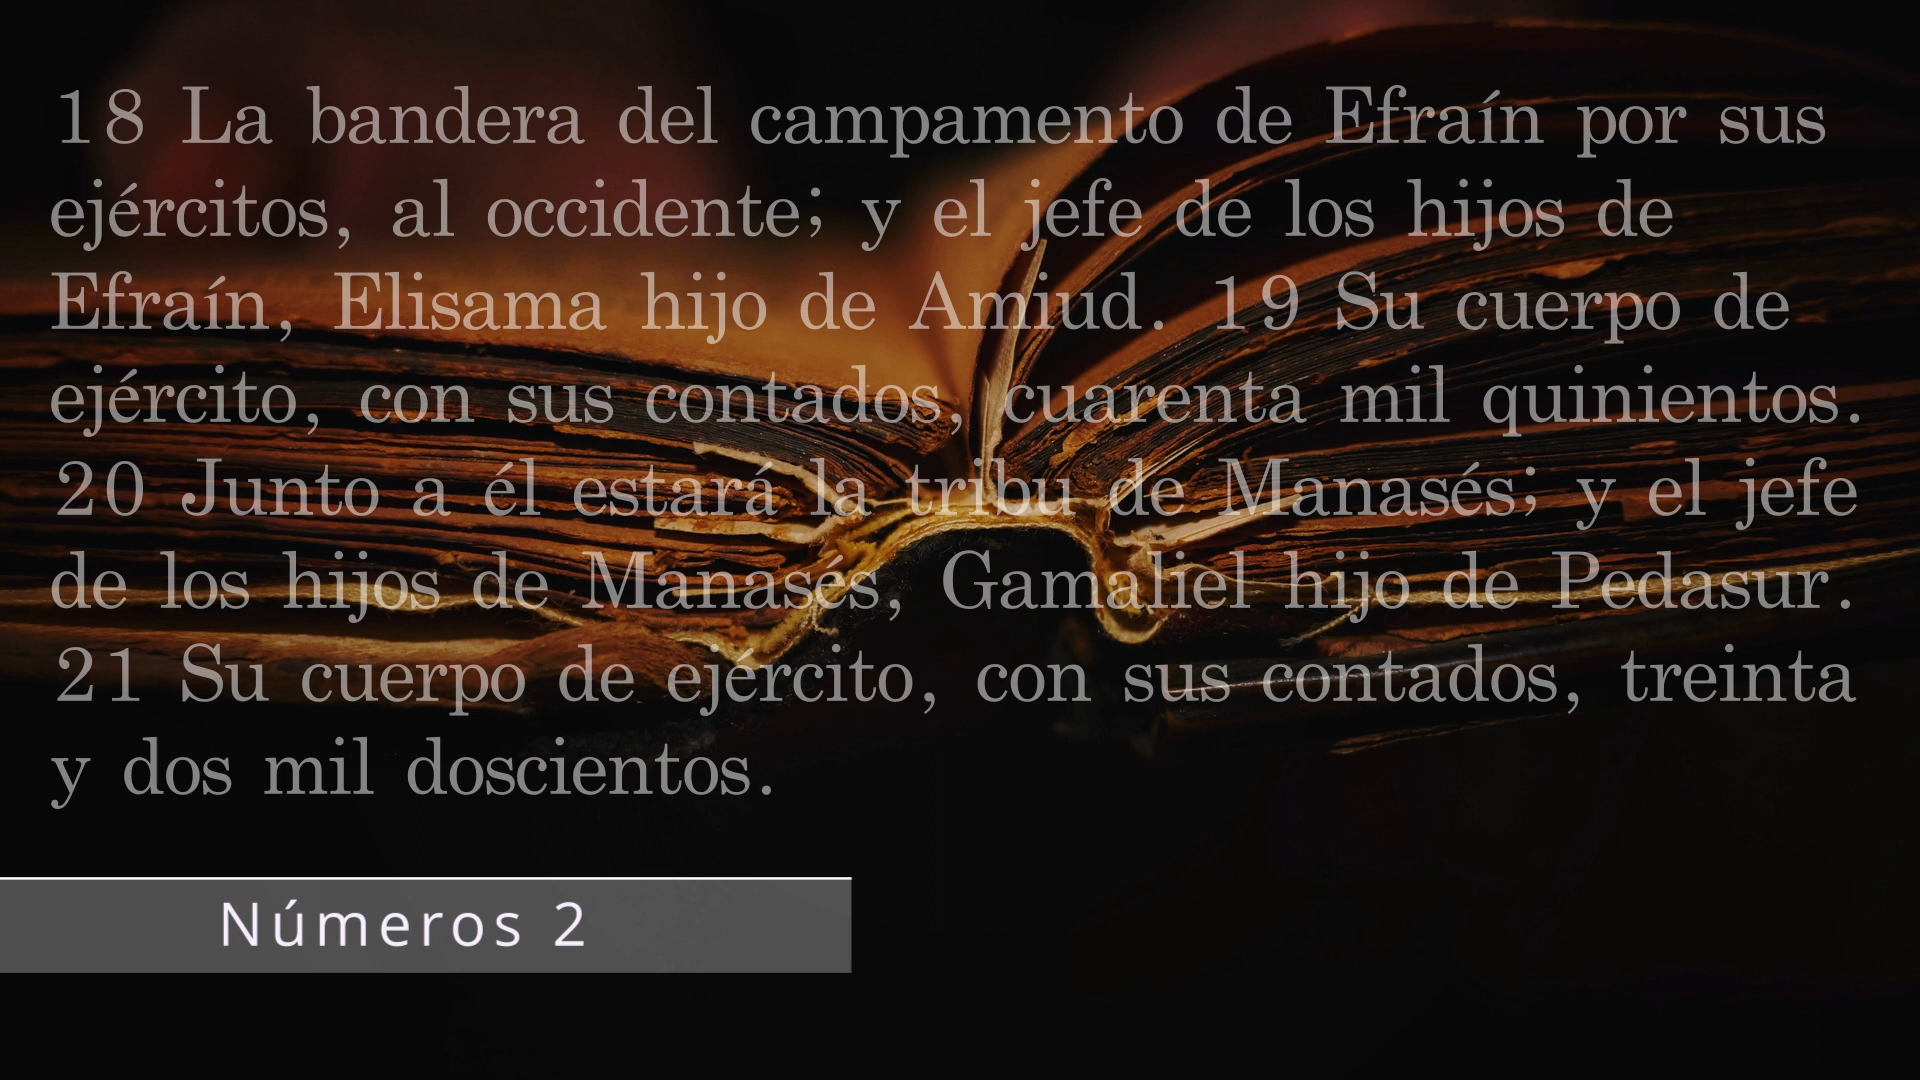 18 La bandera del campamento de Efraín por sus
ejércitos, al occidente; y el jefe de los hijos de
Efraín, Elisama hijo de Amiud. 19 Su cuerpo de
ejército, con sus contados, cuarenta mil quinientos.
20 Junto a él estará la tribu de Manasés; y el jefe
de los hijos de Manasés, Gamaliel hijo de Pedasur.
21 Su cuerpo de ejército, con sus contados, treinta
y dos mil doscientos.
Números 2